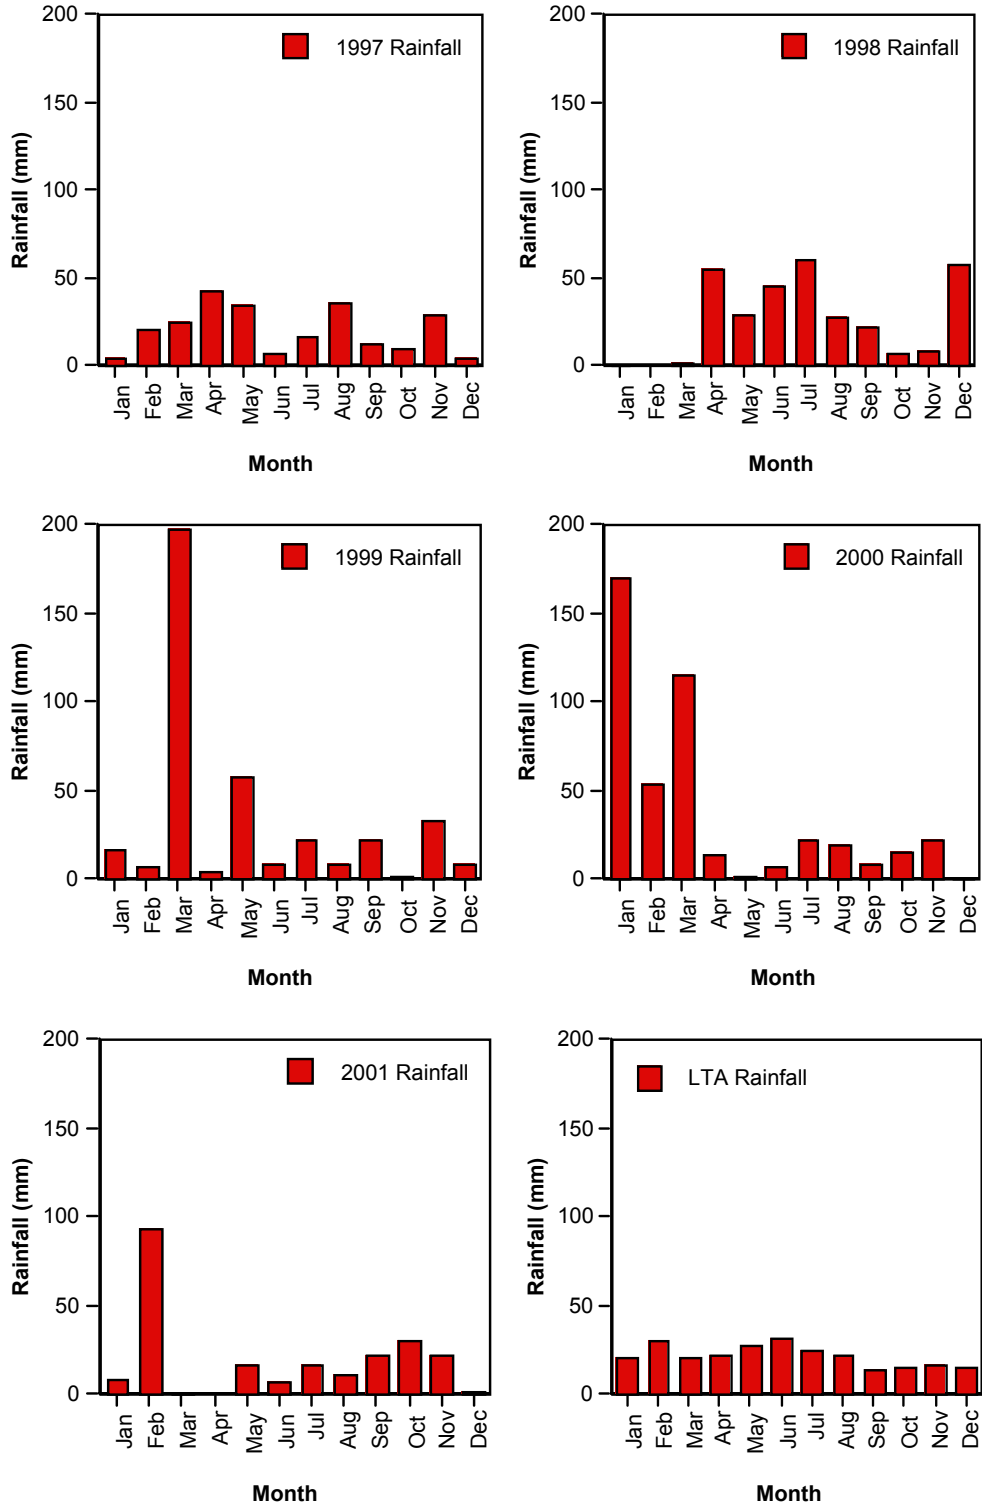 200
150
100
50
0
Rainfall (mm)
1997 Rainfall
Jan Feb Mar Apr May Jun Jul Aug Sep Oct Nov Dec
Month
200
150
100
50
0
Rainfall (mm)
1998 Rainfall
Jan Feb Mar Apr May Jun Jul Aug Sep Oct Nov Dec
Month
200
150
100
50
0
Rainfall (mm)
1999 Rainfall
Jan Feb Mar Apr May Jun Jul Aug Sep Oct Nov Dec
Month
200
150
100
50
0
Rainfall (mm)
2000 Rainfall
Jan Feb Mar Apr May Jun Jul Aug Sep Oct Nov Dec
Month
200
150
100
50
0
Rainfall (mm)
2001 Rainfall
Jan Feb Mar Apr May Jun Jul Aug Sep Oct Nov Dec
Month
200
150
100
50
0
Rainfall (mm)
LTA Rainfall
Jan Feb Mar Apr May Jun Jul Aug Sep Oct Nov Dec
Month